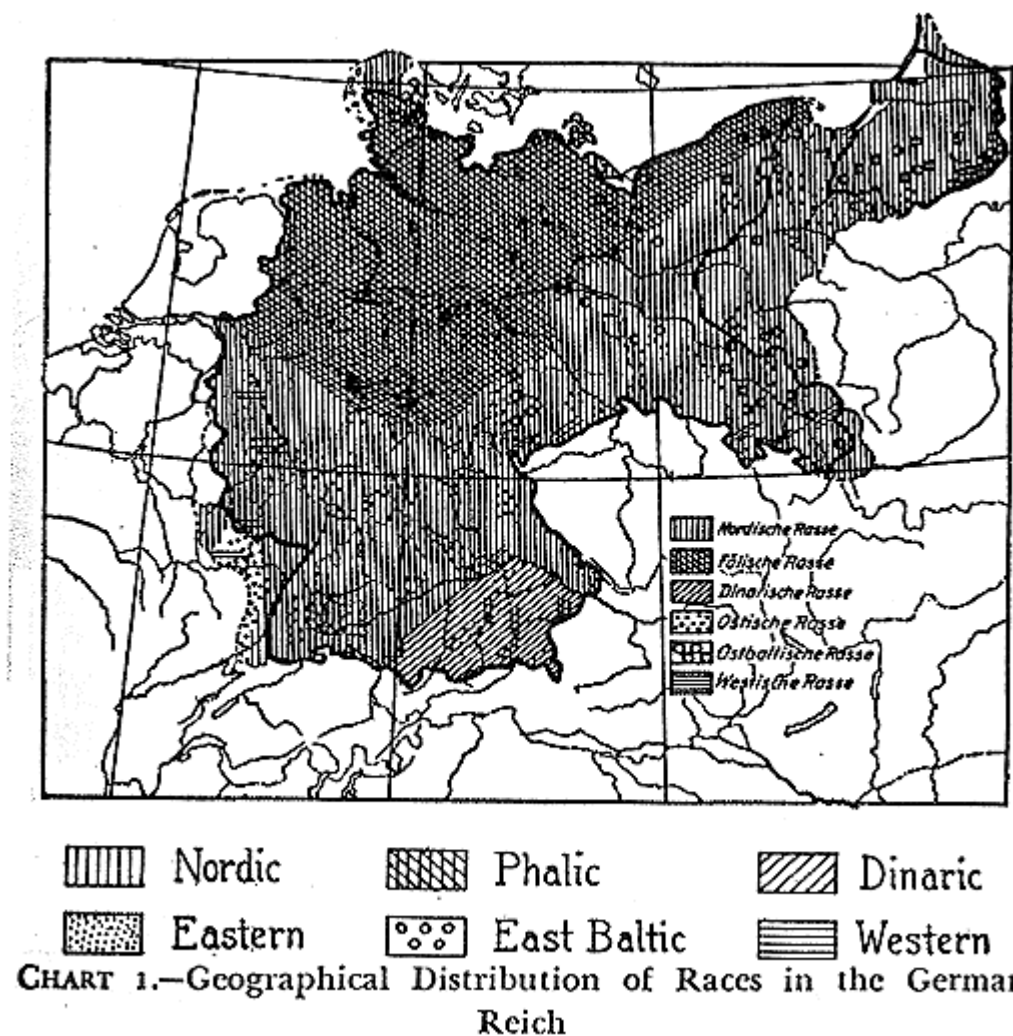 Nordische Rasse
Fälische Rasse
Dinarische Rasse
Ostische Rasse
Ostbaltische Rasse
Westische Rasse
Nordic Phalic Dinaric
Eastern East Baltic Western
CHART 1.—Geographical Distribution of Races in the German
Reich